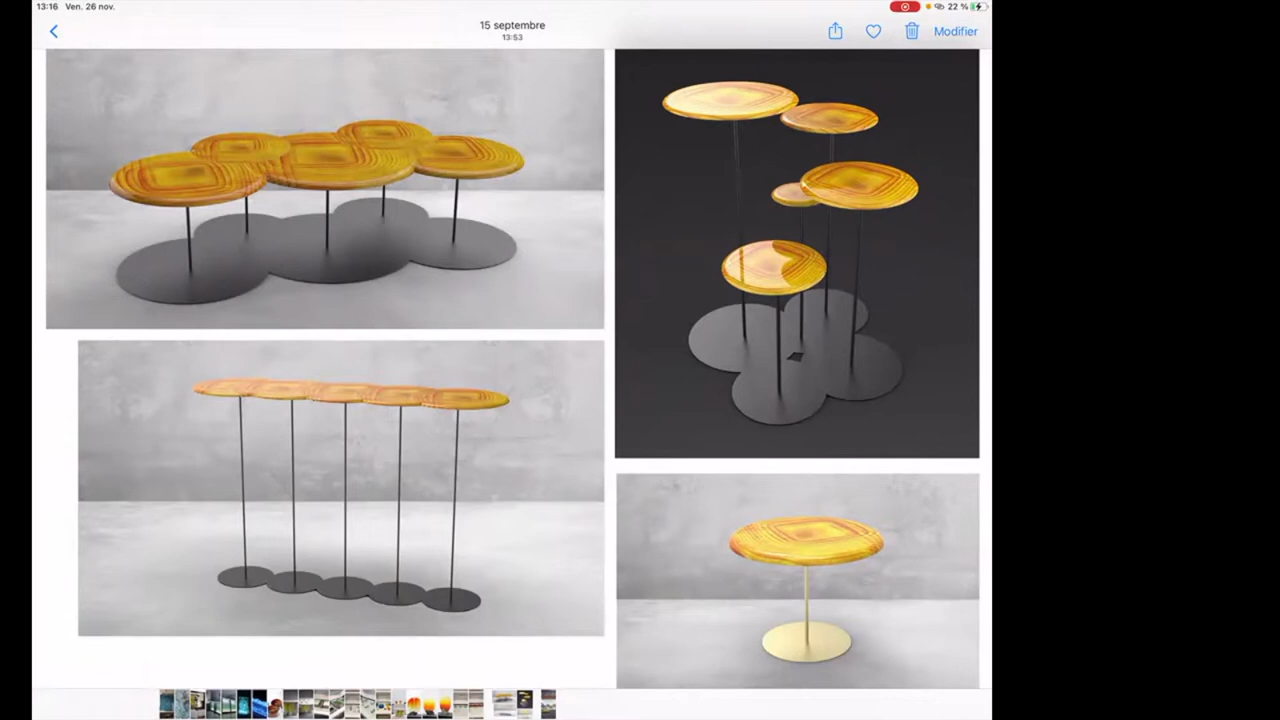 13:16 Ven. 26 nov.
22 %
15 septembre
13:53
Modifier